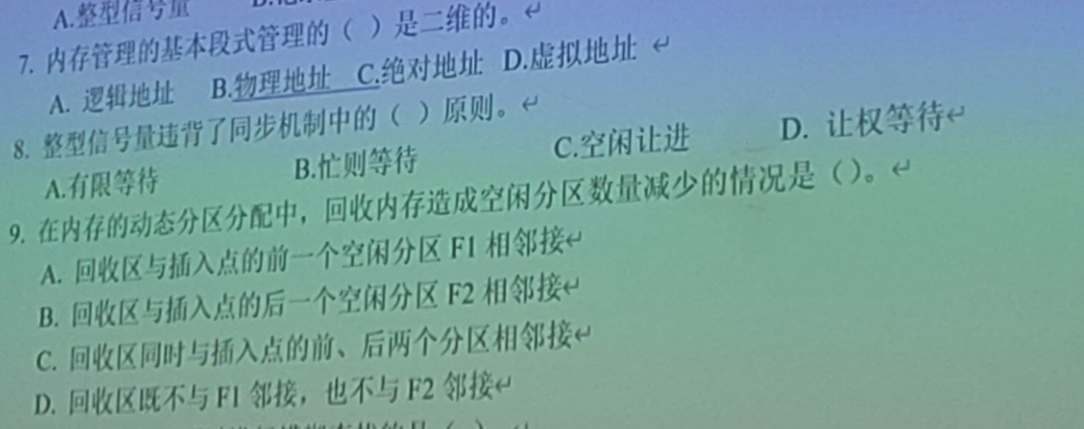 A.整型信号量
7. 内存管理的基本段式管理的（ ）是二维的。↵
A. 逻辑地址 B.物理地址 C.绝对地址 D.虚拟地址 ↵
8. 整型信号量违背了同步机制中的（ ）原则。↵
A.有限等待 B.忙则等待 C.空闲让进 D. 让权等待↵
9. 在内存的动态分区分配中，回收内存造成空闲分区数量减少的情况是（）。↵
A. 回收区与插入点的前一个空闲分区 F1 相邻接↵
B. 回收区与插入点的后一个空闲分区 F2 相邻接↵
C. 回收区同时与插入点的前、后两个分区相邻接↵
D. 回收区既不与 F1 邻接，也不与 F2 邻接↵